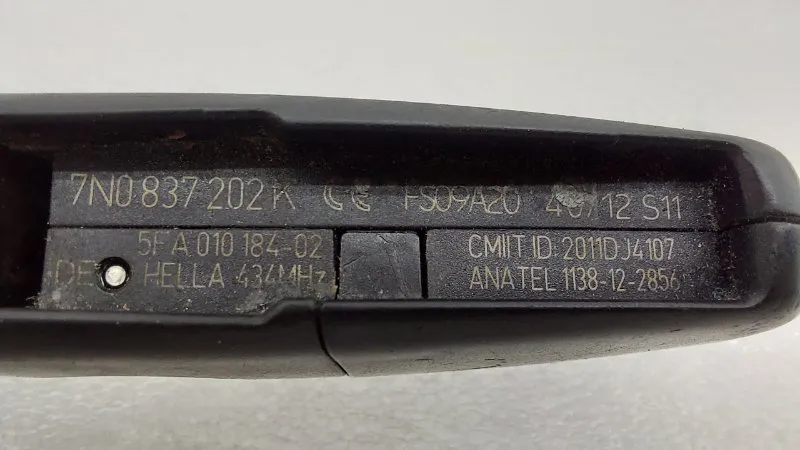 7N0 837 202 K CE FS09A20 40/12 S11
5FA 010 184-02
DE HELLA 434MHz
CMIIT ID: 2011DJ4107
ANATEL 1138-12-2856